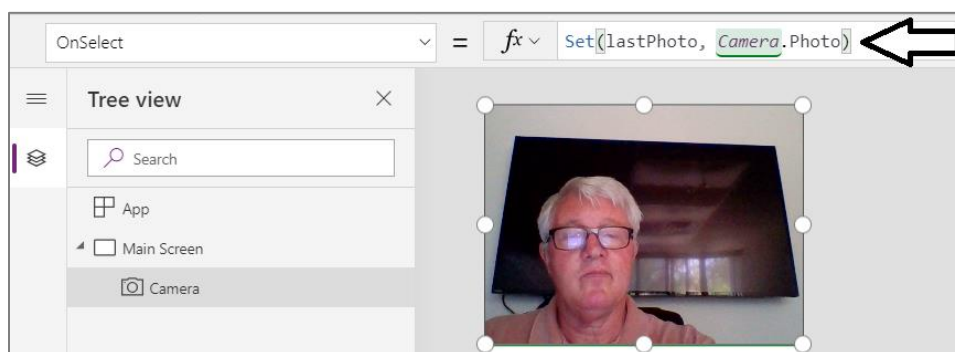 OnSelect = fx Set(lastPhoto, Camera.Photo)
Tree view
Search
App
Main Screen
Camera